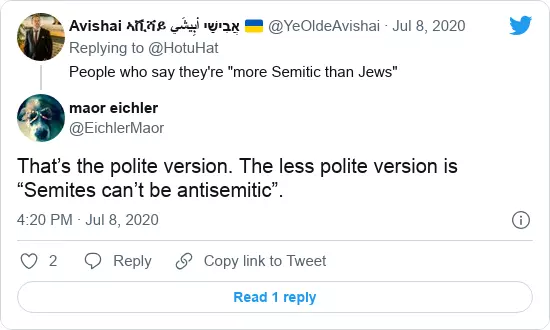 Avishai አቪሻይ אֲבִישַׁי أَبِيشَي 🇺🇦 @YeOldeAvishai · Jul 8, 2020
Replying to @HotuHat
People who say they're "more Semitic than Jews"
maor eichler
@EichlerMaor
That’s the polite version. The less polite version is
“Semites can’t be antisemitic”.
4:20 PM · Jul 8, 2020
2 Reply Copy link to Tweet
Read 1 reply